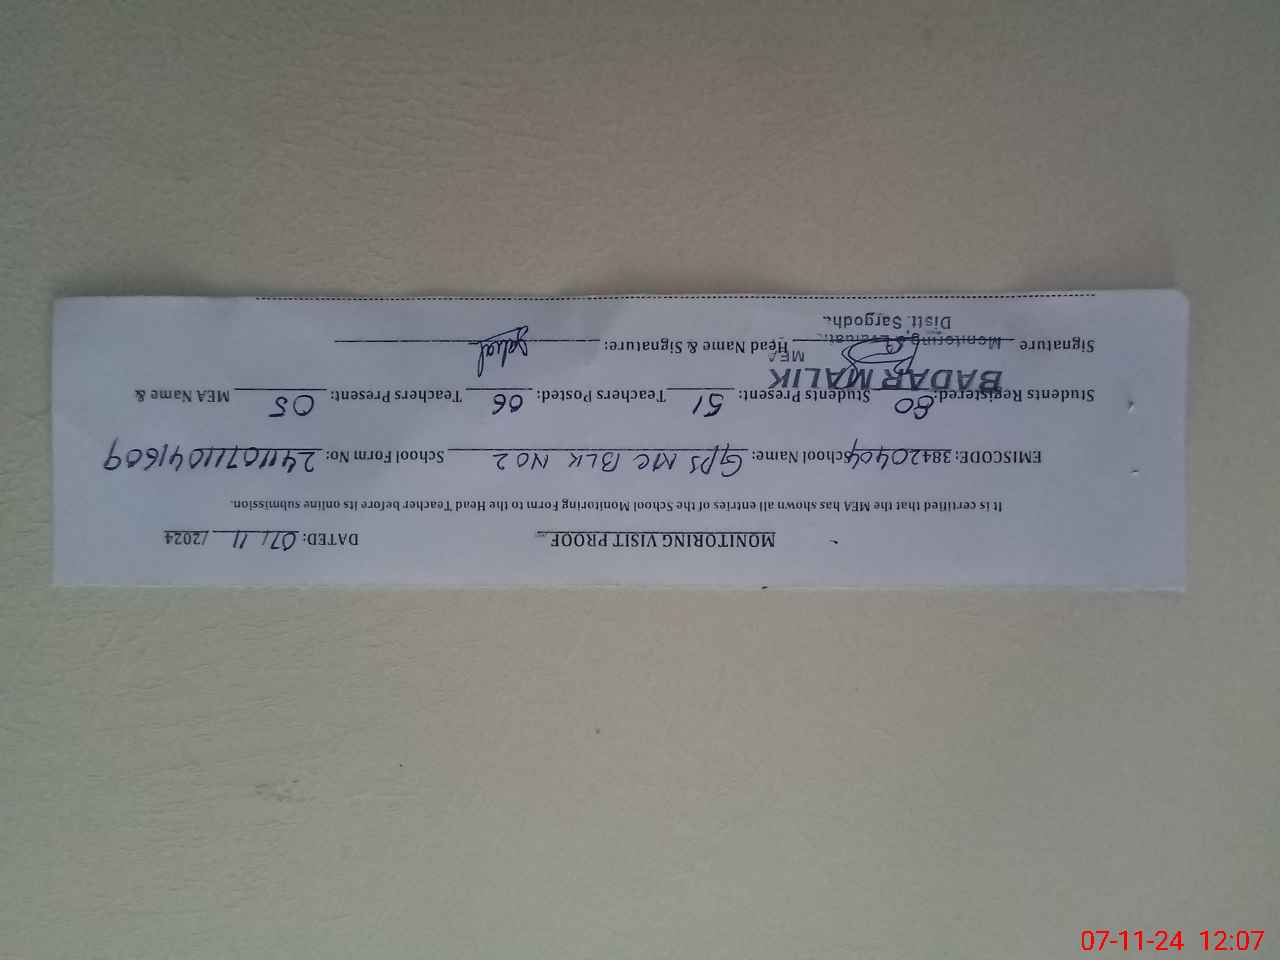 MONITORING VISIT PROOF DATED: 07/11/2024
It is certified that the MEA has shown all entries of the School Monitoring Form to the Head Teacher before its online submission.
EMISCODE: 38420404 School Name: GPS MC BLK NO 2 School Form No: 241107111041609
Students Registered: 80 Students Present: 51 Teachers Posted: 06 Teachers Present: 05 MEA Name &
BADAR MALIK
MEA
Signature Head Name & Signature:
Monitoring & Evaluati
Distt. Sargodha
07-11-24 12:07